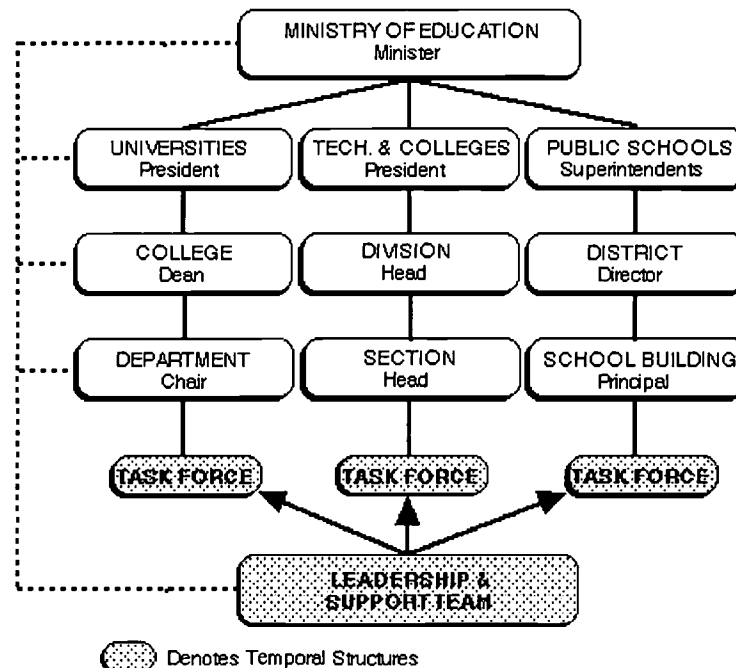 MINISTRY OF EDUCATION
Minister
UNIVERSITIES
President
TECH. & COLLEGES
President
PUBLIC SCHOOLS
Superintendents
COLLEGE
Dean
DIVISION
Head
DISTRICT
Director
DEPARTMENT
Chair
SECTION
Head
SCHOOL BUILDING
Principal
TASK FORCE
TASK FORCE
TASK FORCE
LEADERSHIP &
SUPPORT TEAM
Denotes Temporal Structures